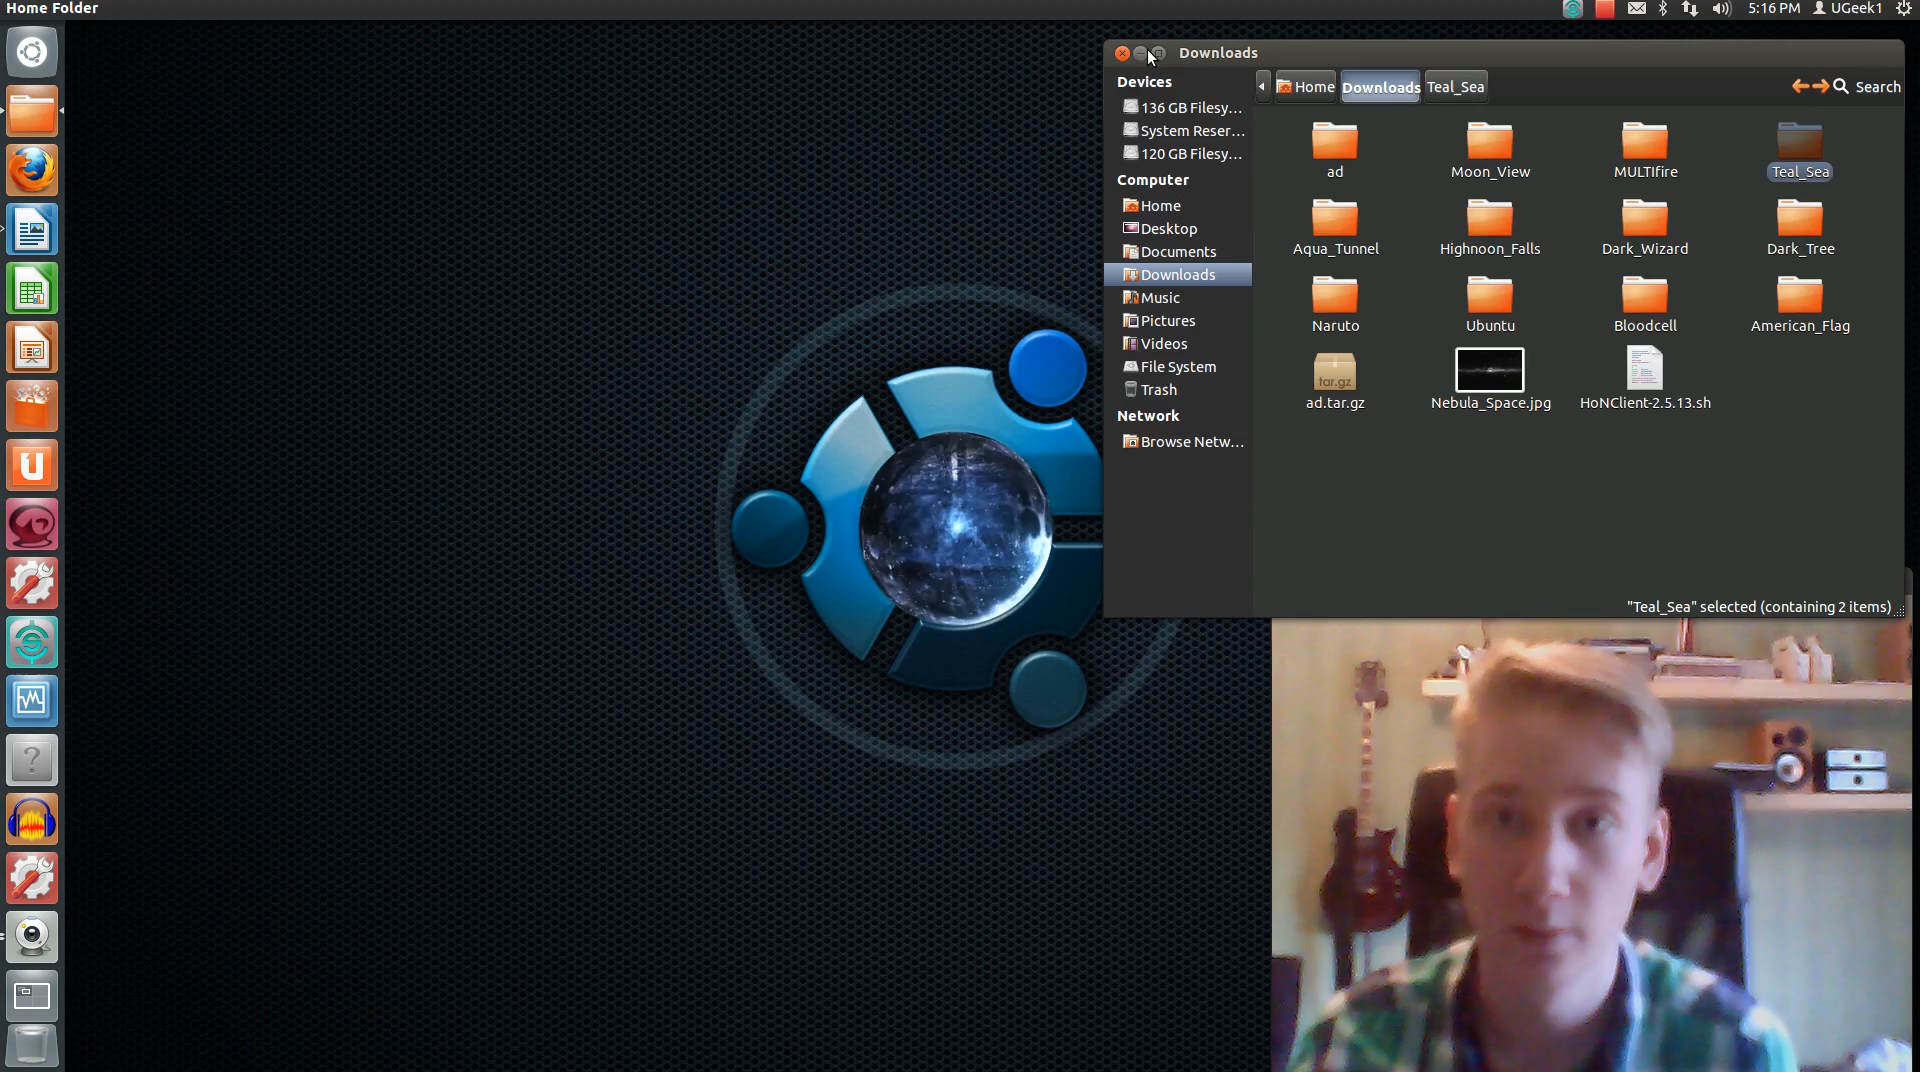 Home Folder
5:16 PM
UGeek1
Downloads
Devices
136 GB Filesy...
System Reser...
120 GB Filesy...
Computer
Home
Desktop
Documents
Downloads
Music
Pictures
Videos
File System
Trash
Network
Browse Netw...
Home
Downloads
Teal_Sea
Search
ad
Moon_View
MULTIfire
Teal_Sea
Aqua_Tunnel
Highnoon_Falls
Dark_Wizard
Dark_Tree
Naruto
Ubuntu
Bloodcell
American_Flag
tar.gz
ad.tar.gz
Nebula_Space.jpg
HoNClient-2.5.13.sh
"Teal_Sea" selected (containing 2 items)